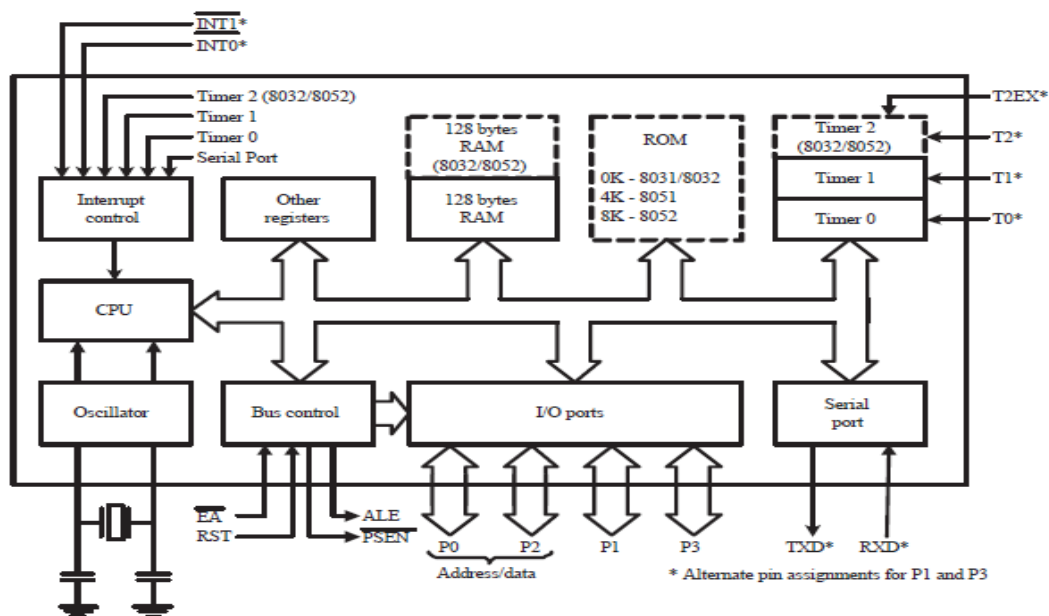 INT1*
INT0*
Timer 2 (8032/8052)
Timer 1
Timer 0
Serial Port
T2EX*
T2*
T1*
T0*
Interrupt
control
Other
registers
128 bytes
RAM
(8032/8052)
128 bytes
RAM
ROM
0K - 8031/8032
4K - 8051
8K - 8052
Timer 2
(8032/8052)
Timer 1
Timer 0
CPU
Oscillator
Bus control
I/O ports
Serial
port
EA
RST
ALE
PSEN
P0
P2
P1
P3
Address/data
TXD*
RXD*
* Alternate pin assignments for P1 and P3